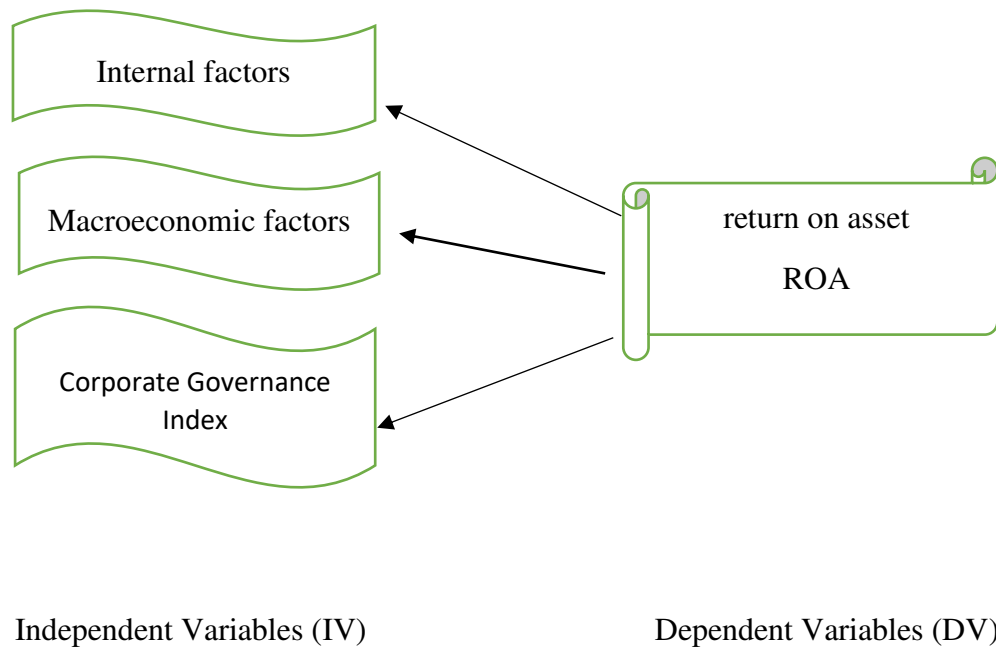 Internal factors
Macroeconomic factors
Corporate Governance
Index
return on asset
ROA
Independent Variables (IV)
Dependent Variables (DV)